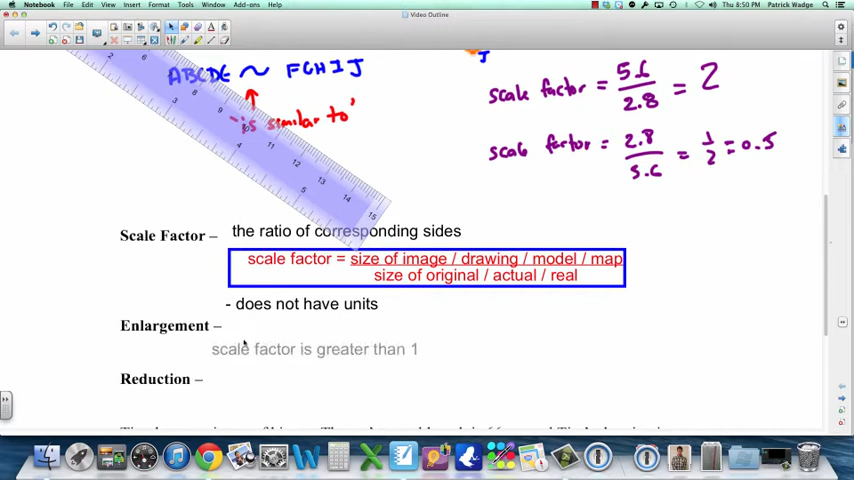 Notebook File Edit View Insert Format Tools Window Add-ons Help
Thu 8:50 PM Patrick Wadge
Video Outline
ABCDE ~ FGHIJ
J
"is similar to"
scale factor = 5.6 / 2.8 = 2
scale factor = 2.8 / 5.6 = 1/2 = 0.5
Scale Factor – the ratio of corresponding sides
scale factor = size of image / drawing / model / map
size of original / actual / real
- does not have units
Enlargement –
scale factor is greater than 1
Reduction –